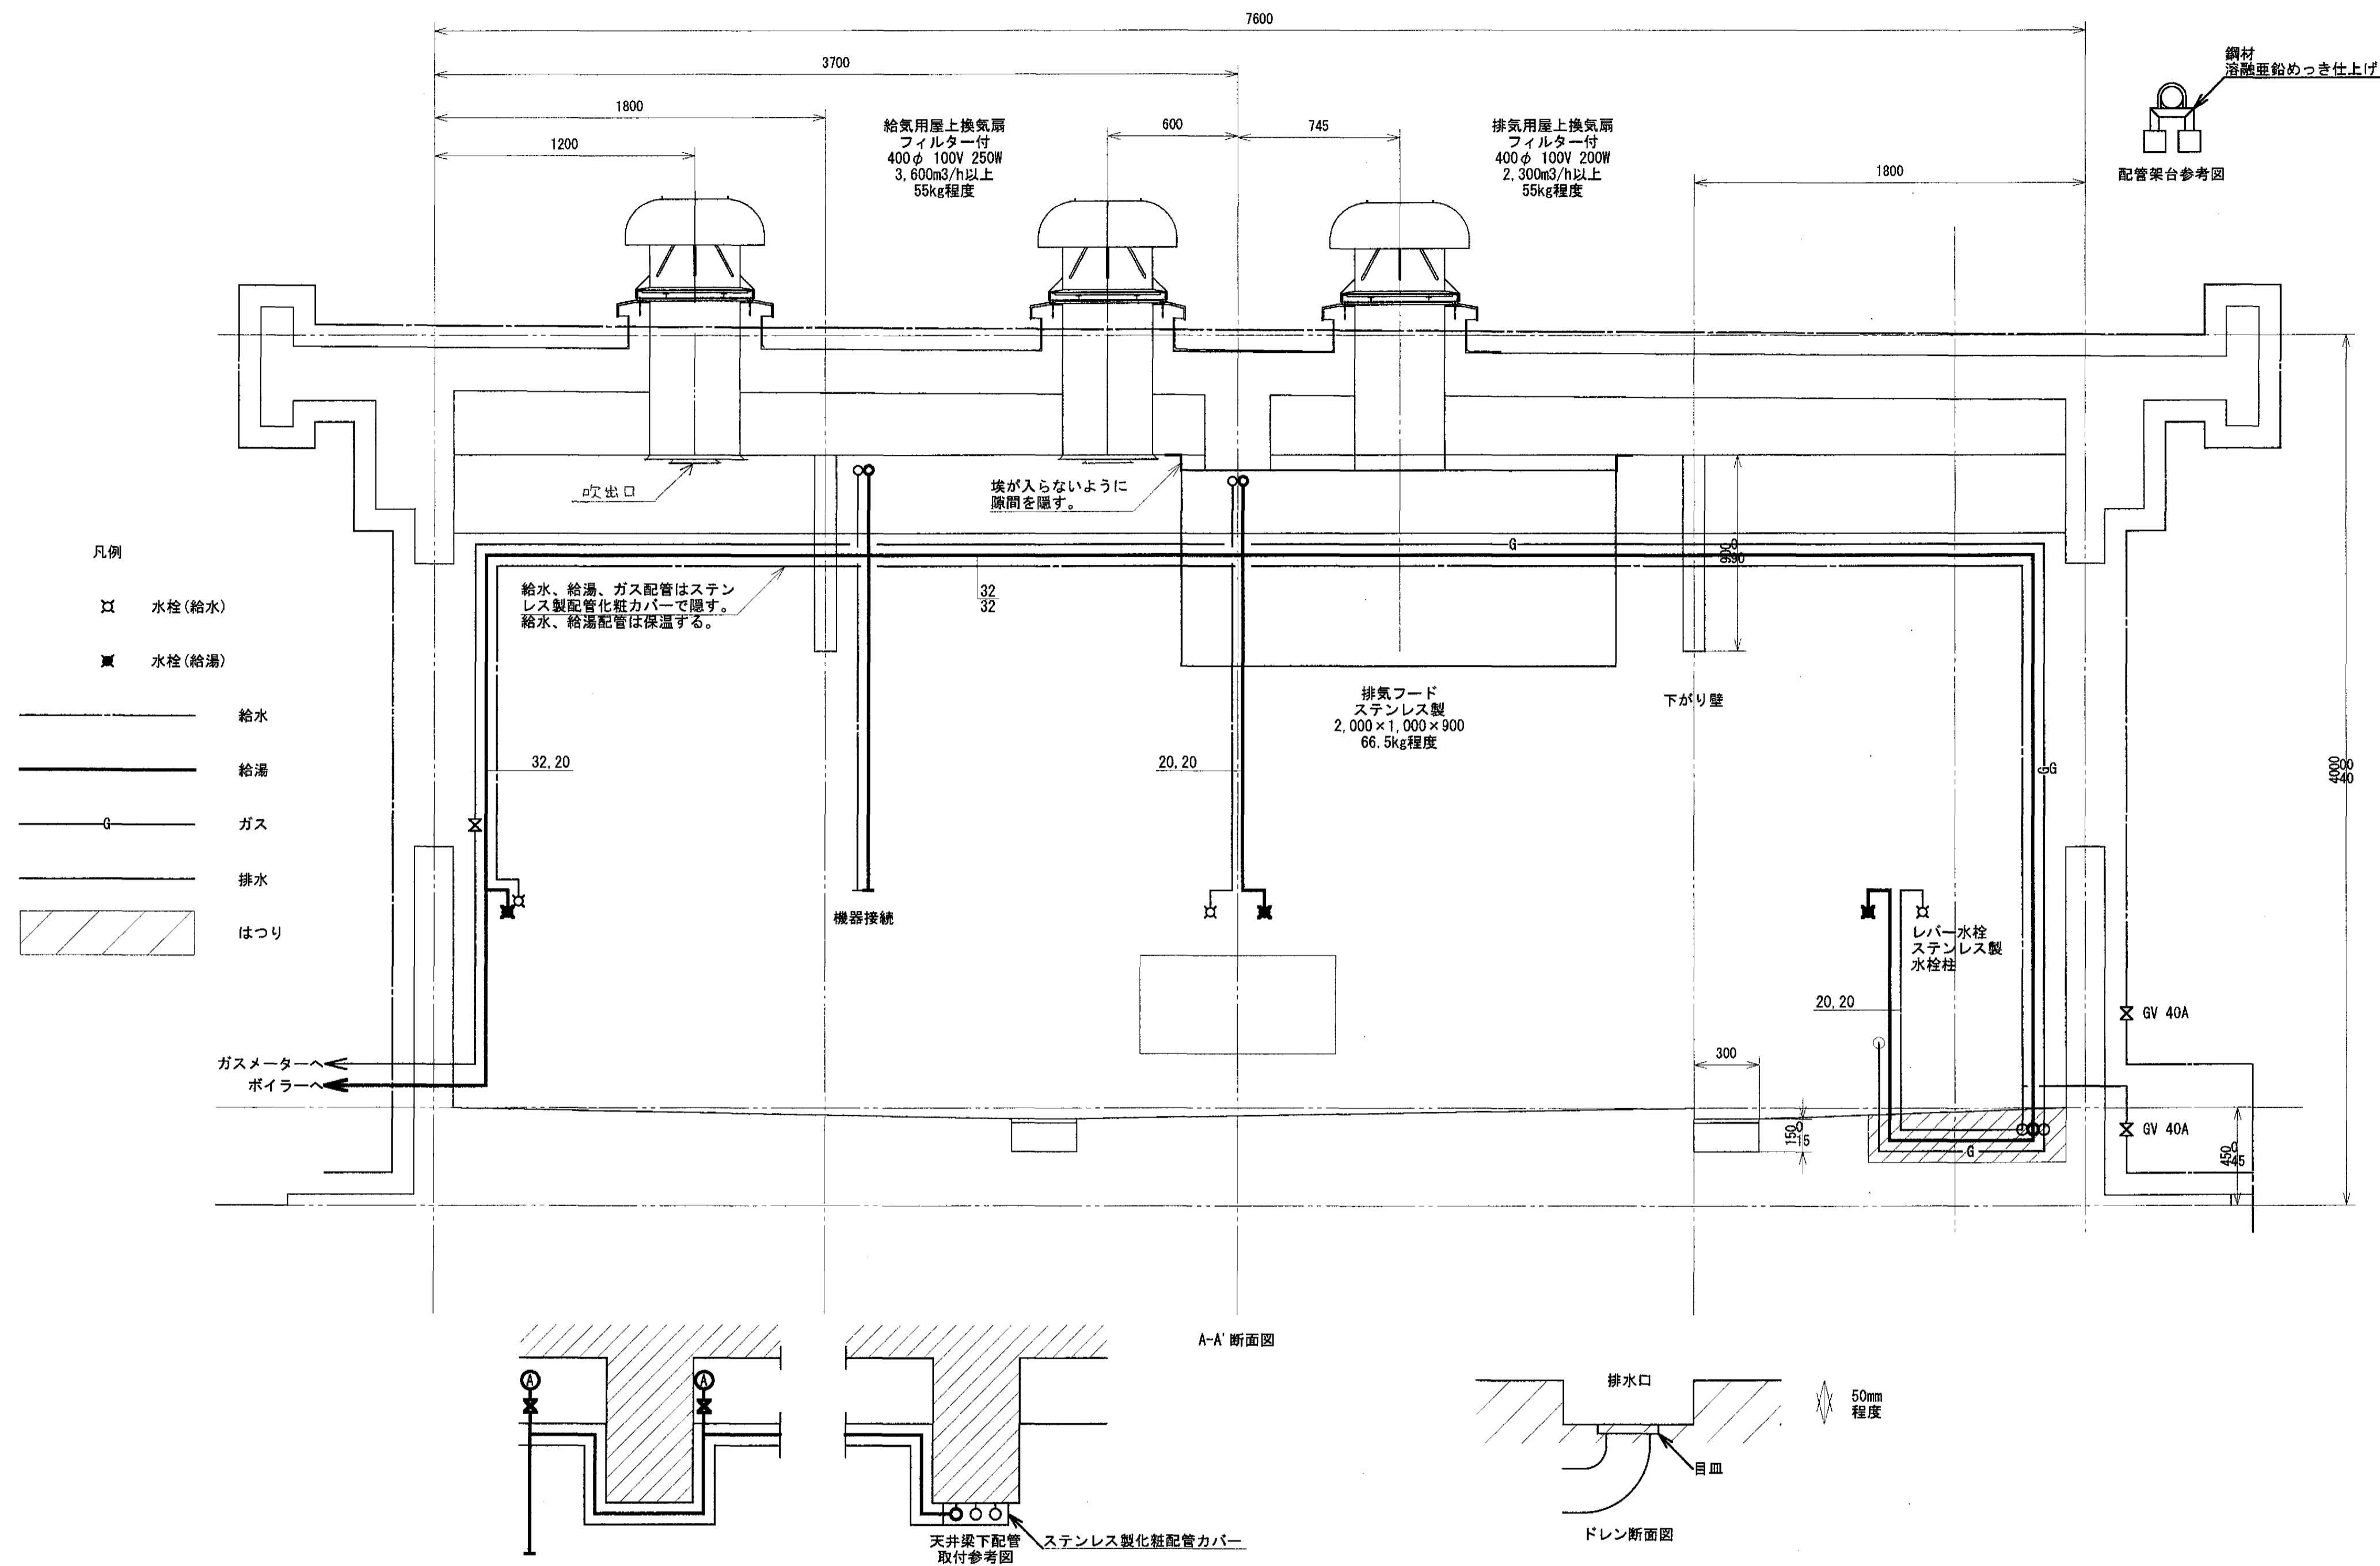 7600
3700
1800
1200
600
745
1800
給気用屋上換気扇
フィルター付
400φ 100V 250W
3,600m3/h以上
55kg程度
排気用屋上換気扇
フィルター付
400φ 100V 200W
2,300m3/h以上
55kg程度
鋼材
溶融亜鉛めっき仕上げ
配管架台参考図
吹出口
埃が入らないように
隙間を隠す。
G
凡例
水栓(給水)
水栓(給湯)
給水
給湯
G
ガス
排水
はつり
給水、給湯、ガス配管はステン
レス製配管化粧カバーで隠す。
給水、給湯配管は保温する。
32
32
排気フード
ステンレス製
2,000×1,000×900
66.5kg程度
下がり壁
32,20
20,20
機器接続
レバー水栓
ステンレス製
水栓柱
20,20
GV 40A
ガスメーターへ
ボイラーへ
300
G
GV 40A
A-A'断面図
A
A
天井梁下配管
取付参考図
ステンレス製化粧配管カバー
排水口
50mm
程度
目皿
ドレン断面図